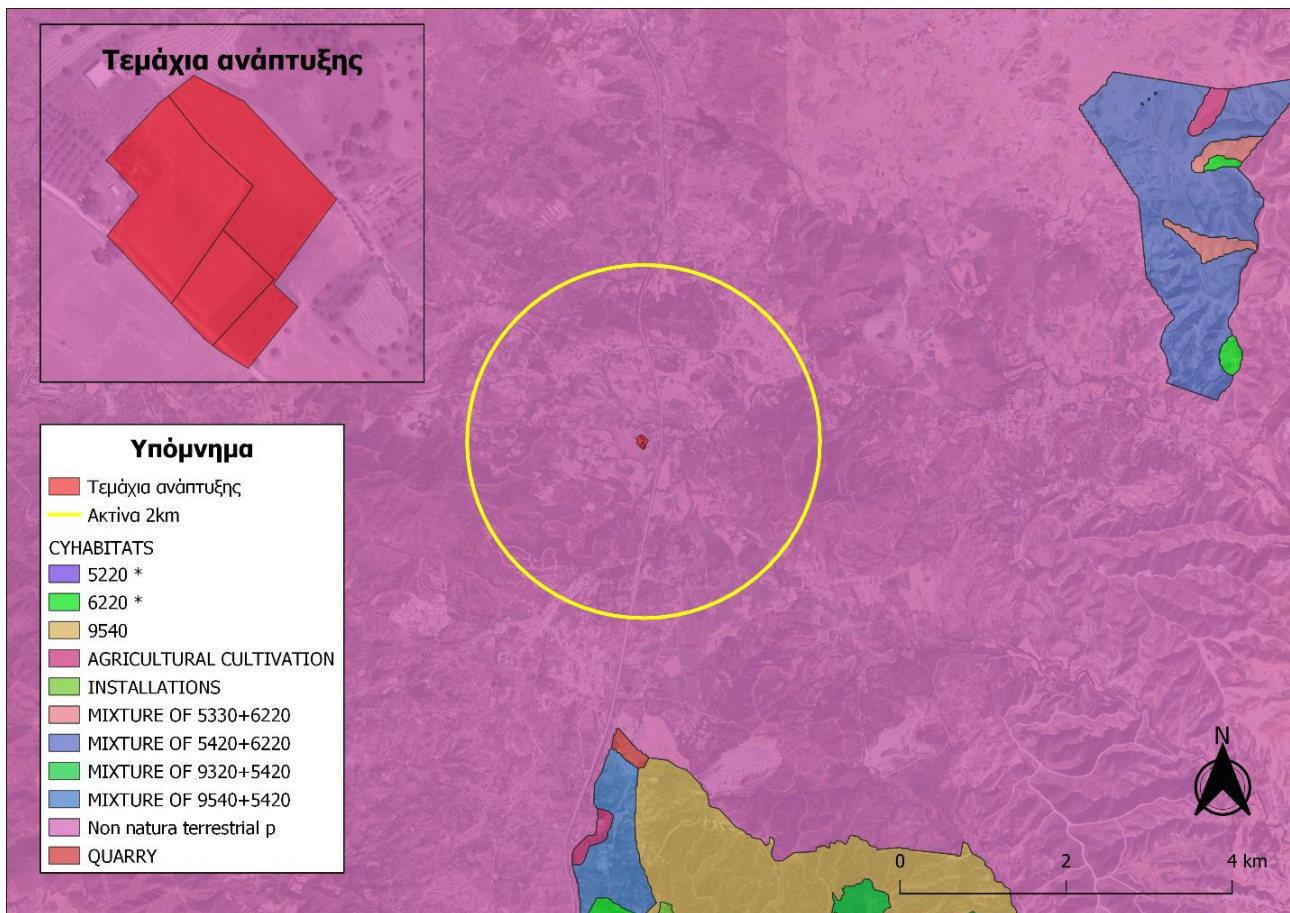 Τεμάχια ανάπτυξης
Υπόμνημα
Τεμάχια ανάπτυξης
Ακτίνα 2km
CYHABITATS
5220 *
6220 *
9540
AGRICULTURAL CULTIVATION
INSTALLATIONS
MIXTURE OF 5330+6220
MIXTURE OF 5420+6220
MIXTURE OF 9320+5420
MIXTURE OF 9540+5420
Non natura terrestrial p
QUARRY
N
0 2 4 km